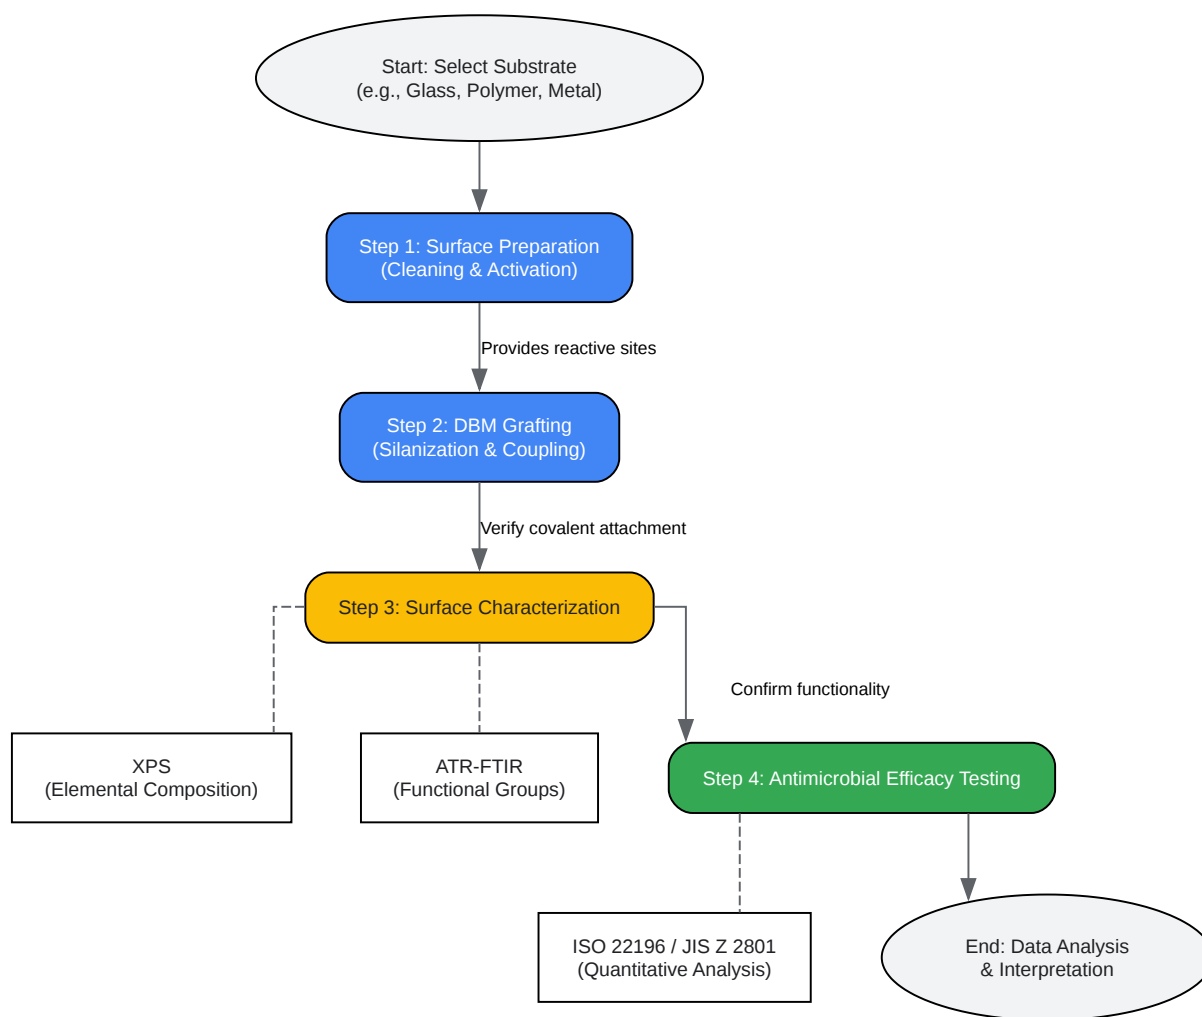 Start: Select Substrate
(e.g., Glass, Polymer, Metal)
Step 1: Surface Preparation
(Cleaning & Activation)
Provides reactive sites
Step 2: DBM Grafting
(Silanization & Coupling)
Verify covalent attachment
Step 3: Surface Characterization
Confirm functionality
XPS
(Elemental Composition)
ATR-FTIR
(Functional Groups)
Step 4: Antimicrobial Efficacy Testing
ISO 22196 / JIS Z 2801
(Quantitative Analysis)
End: Data Analysis
& Interpretation